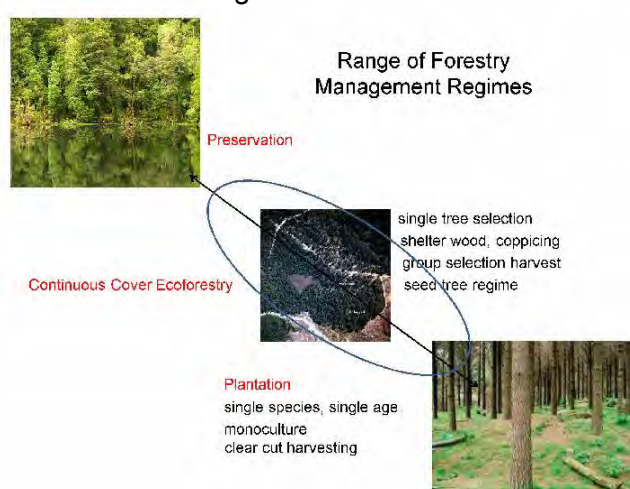 Range of Forestry
Management Regimes
Preservation
single tree selection
shelter wood, coppicing
group selection harvest
seed tree regime
Continuous Cover Ecoforestry
Plantation
single species, single age
monoculture
clear cut harvesting